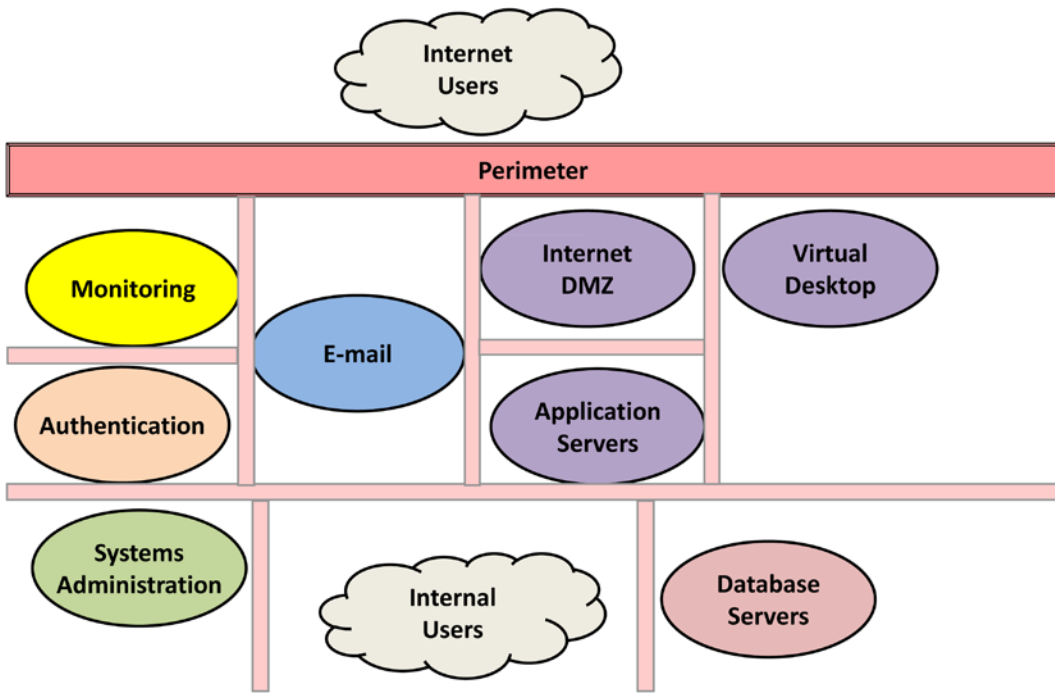 Internet
Users
Perimeter
Monitoring
Internet
DMZ
Virtual
Desktop
E-mail
Authentication
Application
Servers
Systems
Administration
Internal
Users
Database
Servers